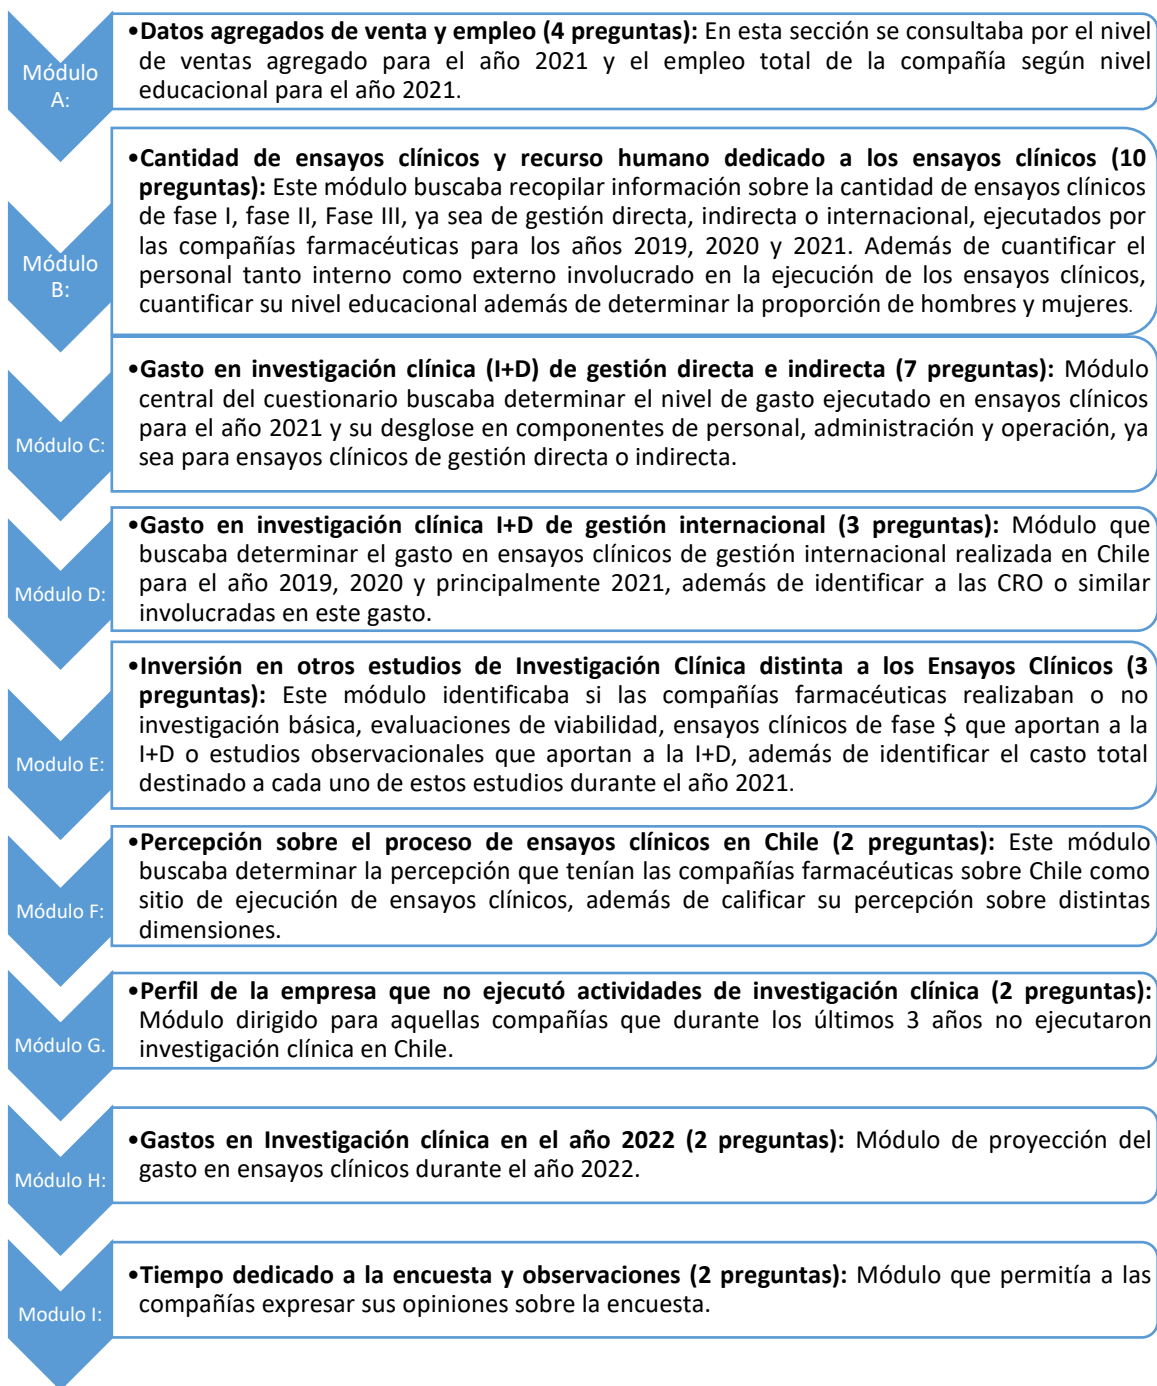 Módulo
A:
•Datos agregados de venta y empleo (4 preguntas): En esta sección se consultaba por el nivel
de ventas agregado para el año 2021 y el empleo total de la compañía según nivel
educacional para el año 2021.
Módulo
B:
•Cantidad de ensayos clínicos y recurso humano dedicado a los ensayos clínicos (10
preguntas): Este módulo buscaba recopilar información sobre la cantidad de ensayos clínicos
de fase I, fase II, Fase III, ya sea de gestión directa, indirecta o internacional, ejecutados por
las compañías farmacéuticas para los años 2019, 2020 y 2021. Además de cuantificar el
personal tanto interno como externo involucrado en la ejecución de los ensayos clínicos,
cuantificar su nivel educacional además de determinar la proporción de hombres y mujeres.
Módulo C:
•Gasto en investigación clínica (I+D) de gestión directa e indirecta (7 preguntas): Módulo
central del cuestionario buscaba determinar el nivel de gasto ejecutado en ensayos clínicos
para el año 2021 y su desglose en componentes de personal, administración y operación, ya
sea para ensayos clínicos de gestión directa o indirecta.
Módulo D:
•Gasto en investigación clínica I+D de gestión internacional (3 preguntas): Módulo que
buscaba determinar el gasto en ensayos clínicos de gestión internacional realizada en Chile
para el año 2019, 2020 y principalmente 2021, además de identificar a las CRO o similar
involucradas en este gasto.
Modulo E:
•Inversión en otros estudios de Investigación Clínica distinta a los Ensayos Clínicos (3
preguntas): Este módulo identificaba si las compañías farmacéuticas realizaban o no
investigación básica, evaluaciones de viabilidad, ensayos clínicos de fase $ que aportan a la
I+D o estudios observacionales que aportan a la I+D, además de identificar el casto total
destinado a cada uno de estos estudios durante el año 2021.
Módulo F:
•Percepción sobre el proceso de ensayos clínicos en Chile (2 preguntas): Este módulo
buscaba determinar la percepción que tenían las compañías farmacéuticas sobre Chile como
sitio de ejecución de ensayos clínicos, además de calificar su percepción sobre distintas
dimensiones.
Módulo G.
•Perfil de la empresa que no ejecutó actividades de investigación clínica (2 preguntas):
Módulo dirigido para aquellas compañías que durante los últimos 3 años no ejecutaron
investigación clínica en Chile.
Módulo H:
•Gastos en Investigación clínica en el año 2022 (2 preguntas): Módulo de proyección del
gasto en ensayos clínicos durante el año 2022.
Modulo I:
•Tiempo dedicado a la encuesta y observaciones (2 preguntas): Módulo que permitía a las
compañías expresar sus opiniones sobre la encuesta.